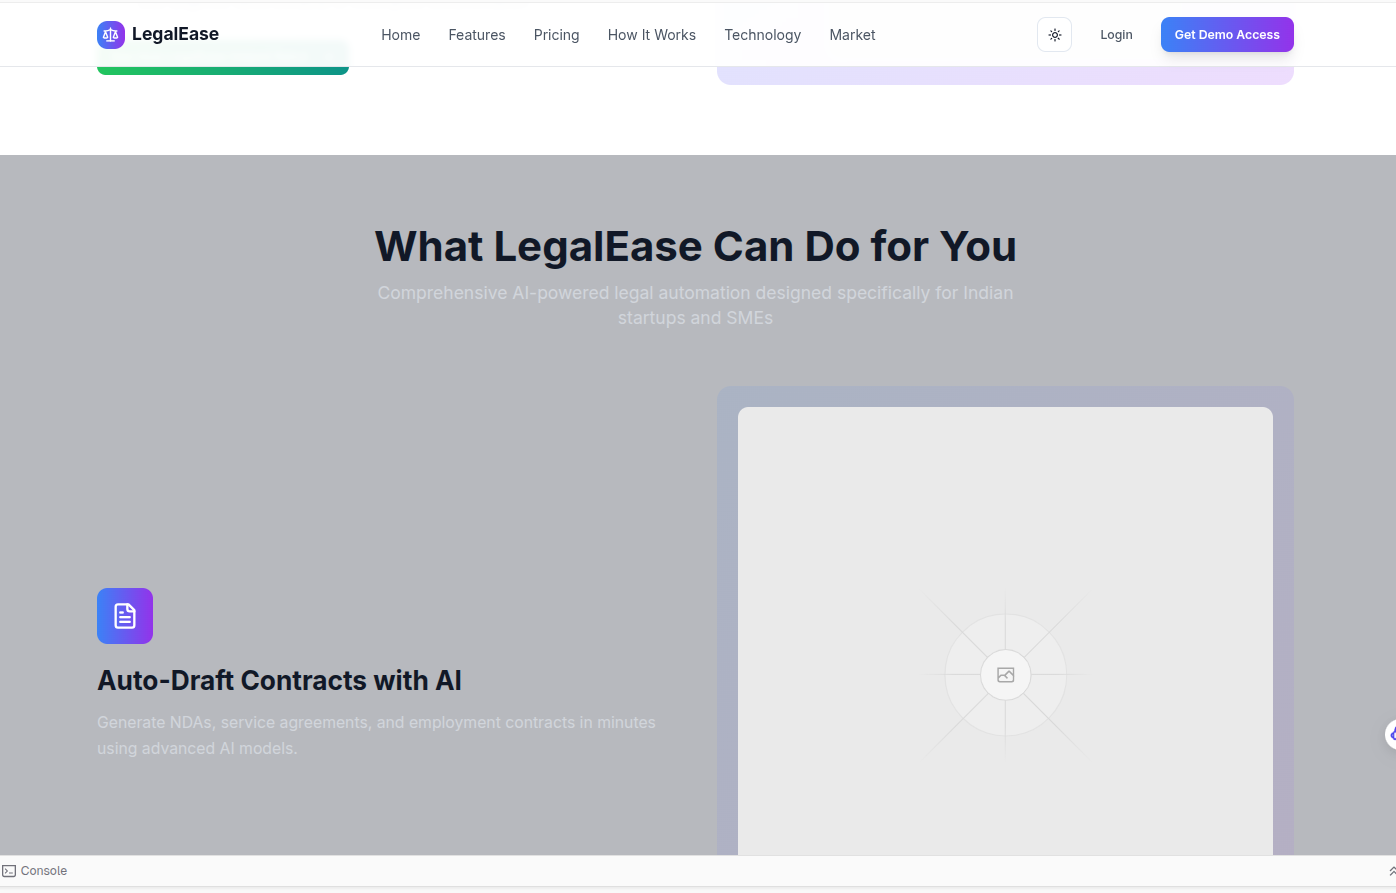 LegalEase
Home Features Pricing How It Works Technology Market
Login
Get Demo Access
What LegalEase Can Do for You
Comprehensive AI-powered legal automation designed specifically for Indian
startups and SMEs
Auto-Draft Contracts with AI
Generate NDAs, service agreements, and employment contracts in minutes
using advanced AI models.
Console